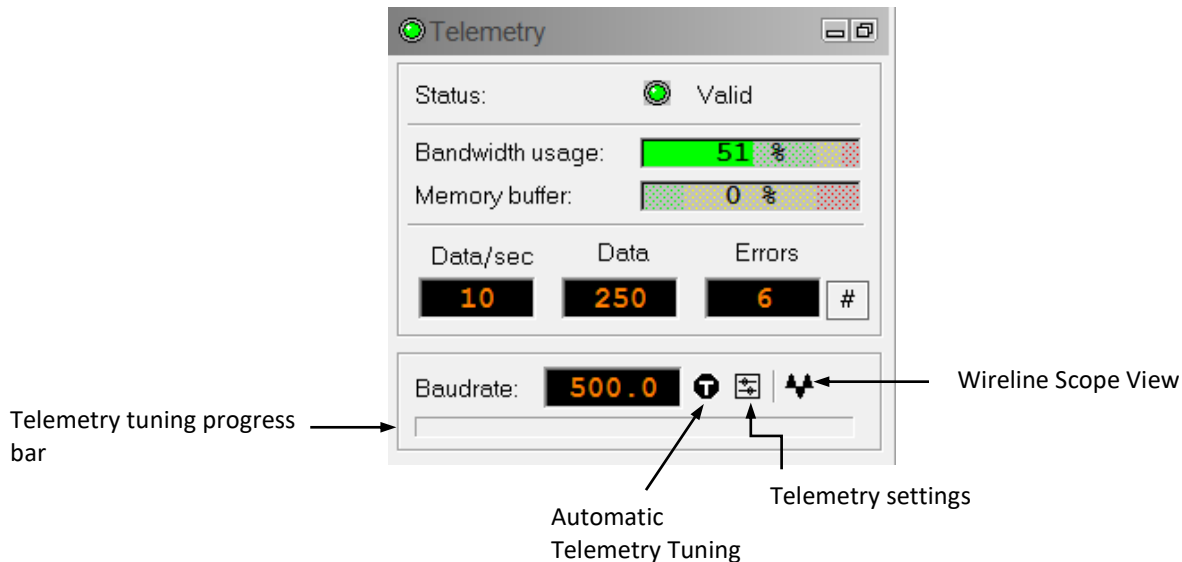 Telemetry
Status: Valid
Bandwidth usage: 51 %
Memory buffer: 0 %
Data/sec Data Errors
10 250 6 #
Baudrate: 500.0 T
Wireline Scope View
Telemetry tuning progress
bar
Telemetry settings
Automatic
Telemetry Tuning